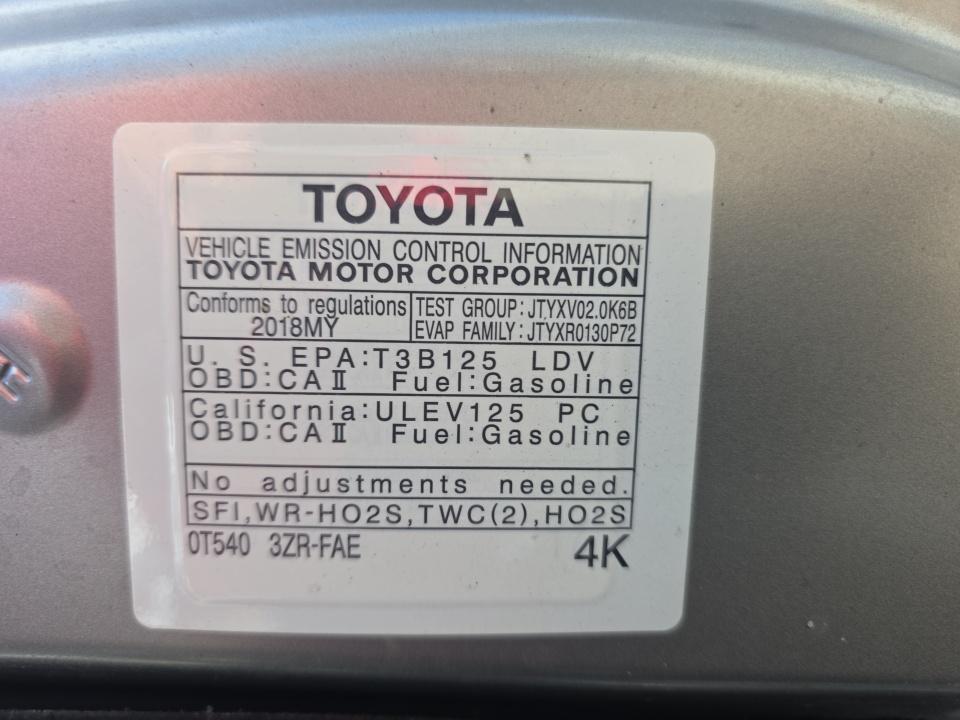 TOYOTA
VEHICLE EMISSION CONTROL INFORMATION
TOYOTA MOTOR CORPORATION
Conforms to regulations
2018MY
TEST GROUP:JTYXV02.0K6B
EVAP FAMILY:JTYXR0130P72
U. S. EPA:T3B125 LDV
OBD:CAⅡ Fuel:Gasoline
California:ULEV125 PC
OBD:CAⅡ Fuel:Gasoline
No adjustments needed.
SFI,WR-HO2S,TWC(2),HO2S
0T540 3ZR-FAE 4K